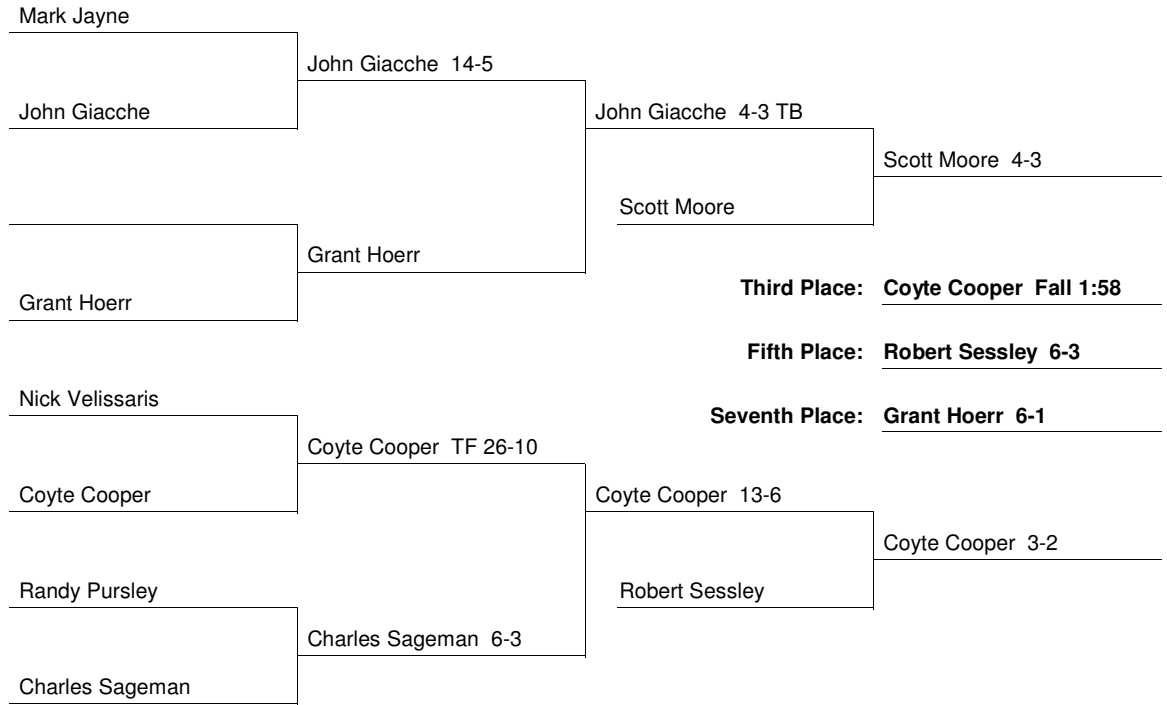 Mark Jayne
John Giacche 14-5
John Giacche
John Giacche 4-3 TB
Scott Moore 4-3
Scott Moore
Grant Hoerr
Grant Hoerr
Third Place: Coyte Cooper Fall 1:58
Fifth Place: Robert Sessley 6-3
Seventh Place: Grant Hoerr 6-1
Nick Velissaris
Coyte Cooper TF 26-10
Coyte Cooper
Coyte Cooper 13-6
Coyte Cooper 3-2
Randy Pursley
Robert Sessley
Charles Sageman 6-3
Charles Sageman